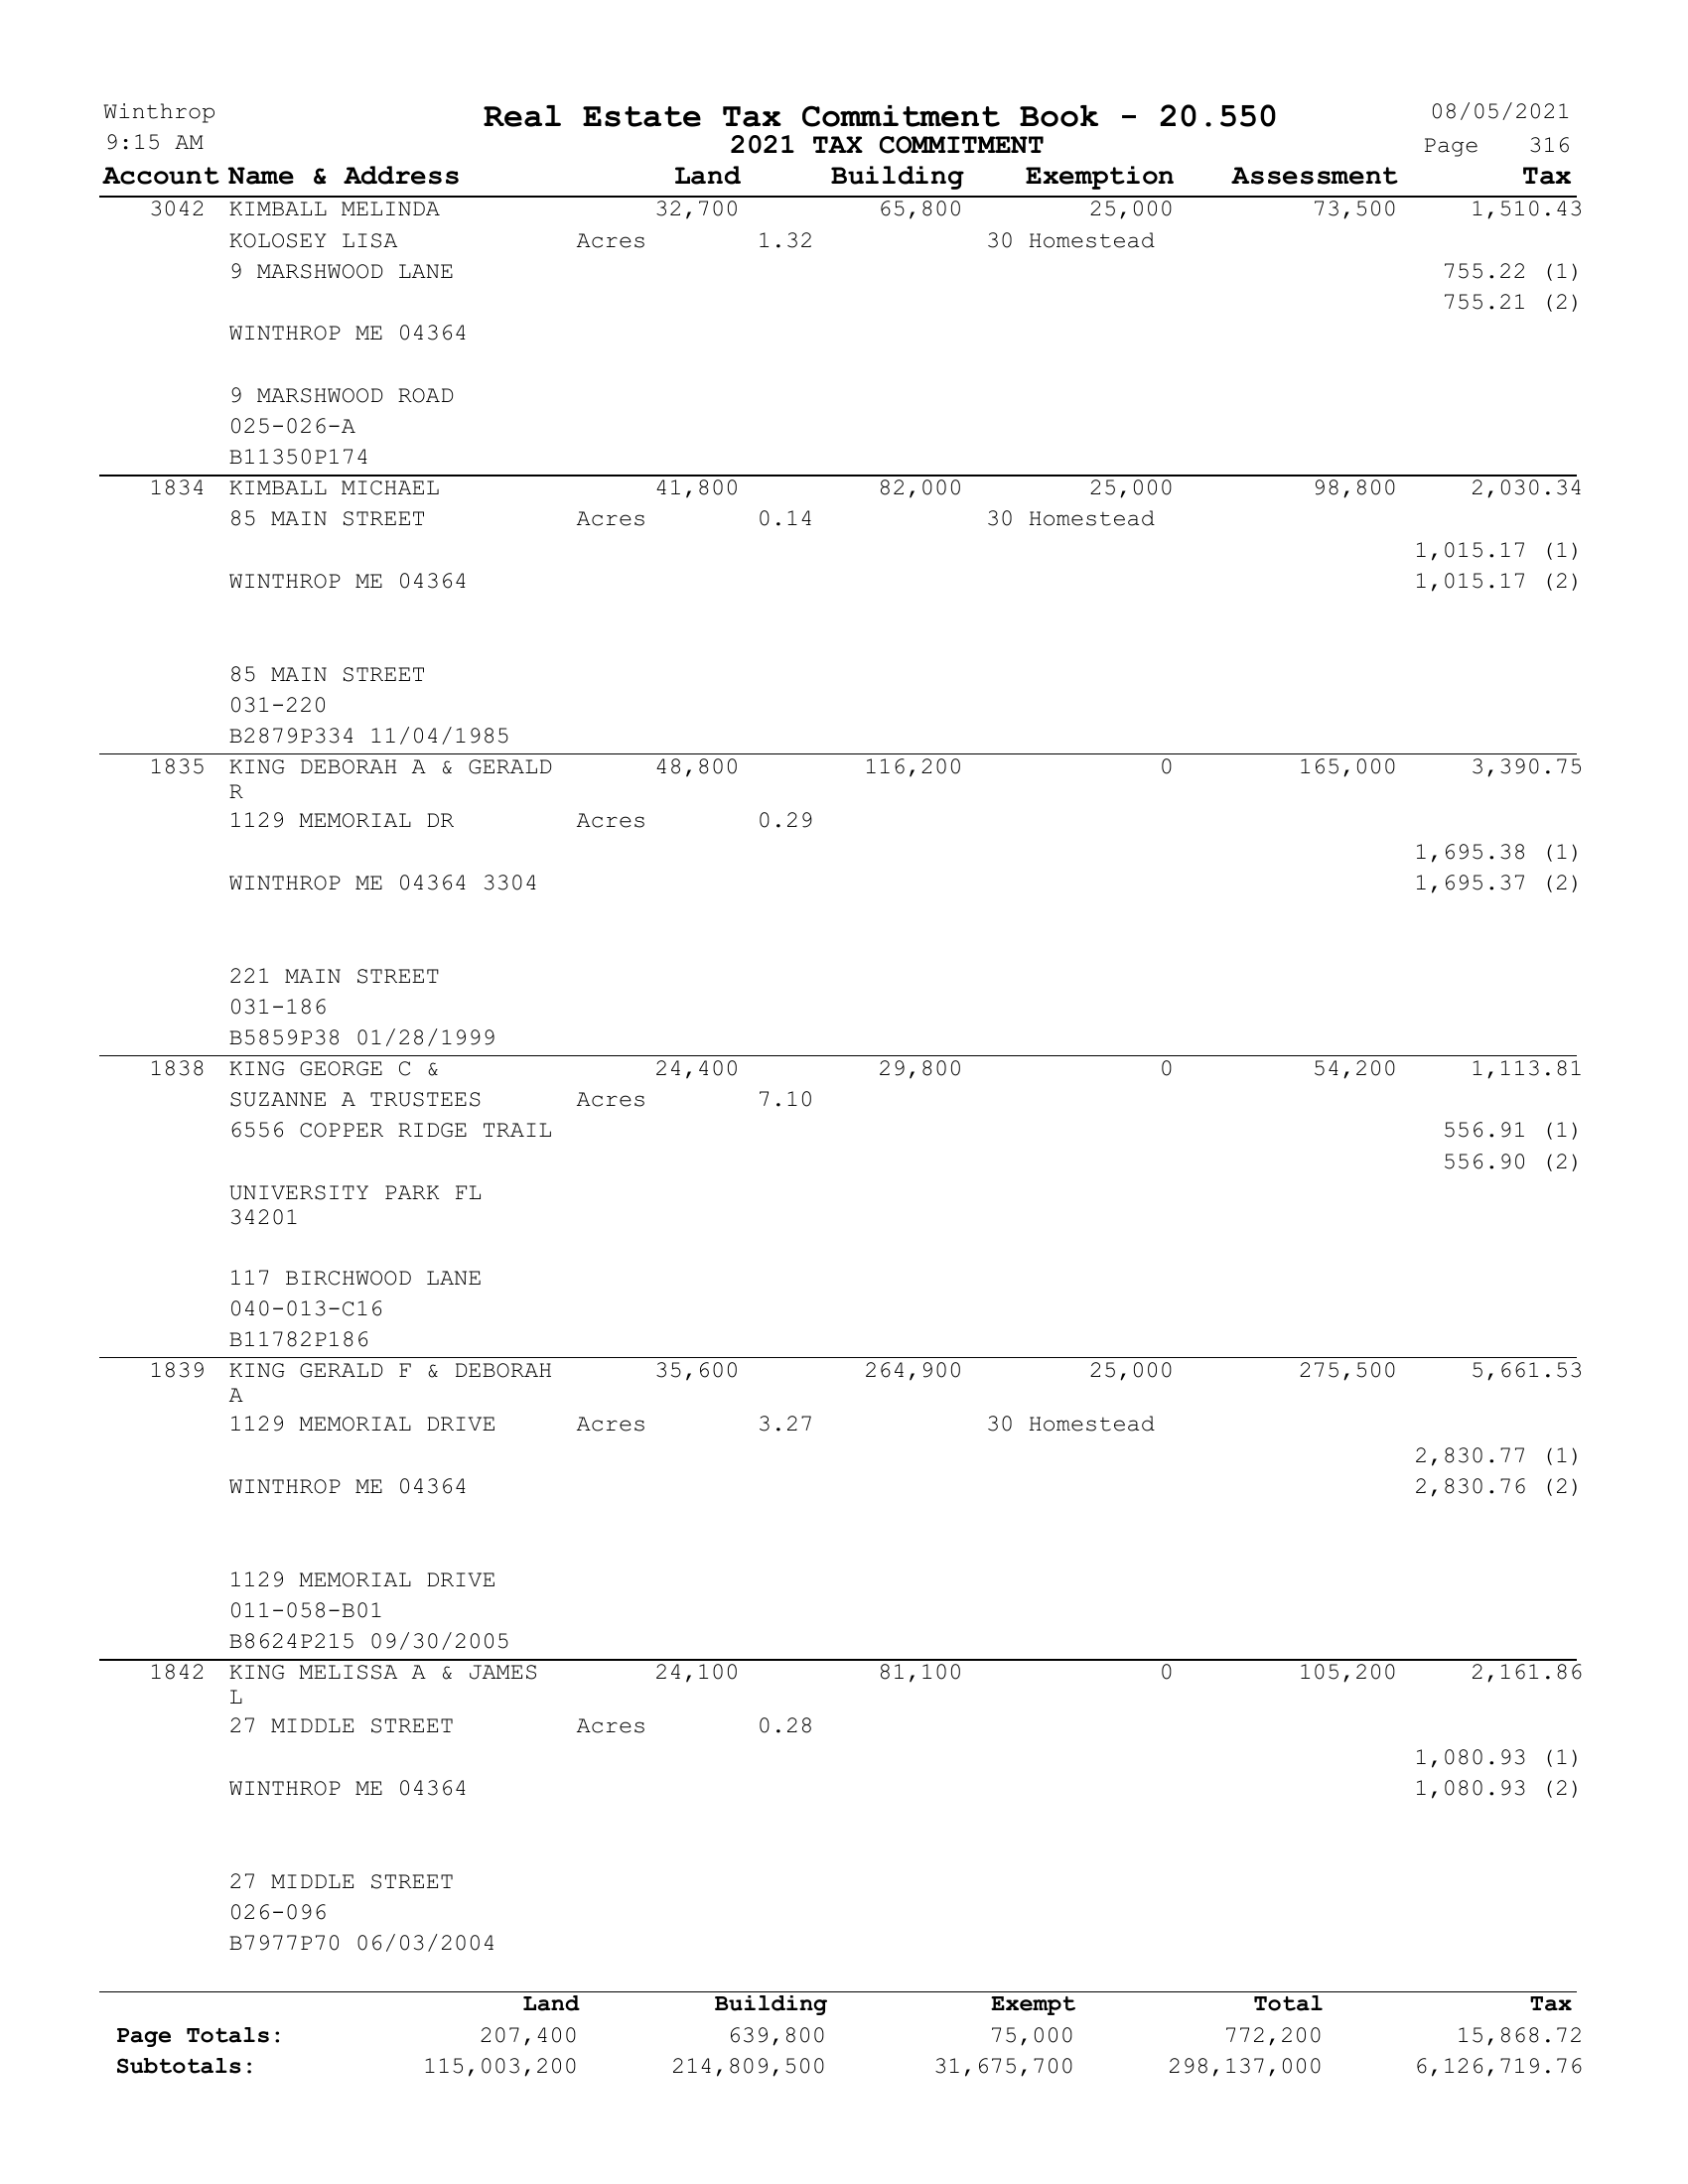 Winthrop Real Estate Tax Commitment Book - 20.550 08/05/2021
9:15 AM 2021 TAX COMMITMENT Page 316
Account Name & Address Land Building Exemption Assessment Tax
3042 KIMBALL MELINDA 32,700 65,800 25,000 73,500 1,510.43
KOLOSEY LISA Acres 1.32 30 Homestead
9 MARSHWOOD LANE 755.22 (1)
755.21 (2)
WINTHROP ME 04364
9 MARSHWOOD ROAD
025-026-A
B11350P174
1834 KIMBALL MICHAEL 41,800 82,000 25,000 98,800 2,030.34
85 MAIN STREET Acres 0.14 30 Homestead
1,015.17 (1)
WINTHROP ME 04364 1,015.17 (2)
85 MAIN STREET
031-220
B2879P334 11/04/1985
1835 KING DEBORAH A & GERALD 48,800 116,200 0 165,000 3,390.75
R
1129 MEMORIAL DR Acres 0.29
1,695.38 (1)
WINTHROP ME 04364 3304 1,695.37 (2)
221 MAIN STREET
031-186
B5859P38 01/28/1999
1838 KING GEORGE C & 24,400 29,800 0 54,200 1,113.81
SUZANNE A TRUSTEES Acres 7.10
6556 COPPER RIDGE TRAIL 556.91 (1)
556.90 (2)
UNIVERSITY PARK FL
34201
117 BIRCHWOOD LANE
040-013-C16
B11782P186
1839 KING GERALD F & DEBORAH 35,600 264,900 25,000 275,500 5,661.53
A
1129 MEMORIAL DRIVE Acres 3.27 30 Homestead
2,830.77 (1)
WINTHROP ME 04364 2,830.76 (2)
1129 MEMORIAL DRIVE
011-058-B01
B8624P215 09/30/2005
1842 KING MELISSA A & JAMES 24,100 81,100 0 105,200 2,161.86
L
27 MIDDLE STREET Acres 0.28
1,080.93 (1)
WINTHROP ME 04364 1,080.93 (2)
27 MIDDLE STREET
026-096
B7977P70 06/03/2004
Land Building Exempt Total Tax
Page Totals: 207,400 639,800 75,000 772,200 15,868.72
Subtotals: 115,003,200 214,809,500 31,675,700 298,137,000 6,126,719.76